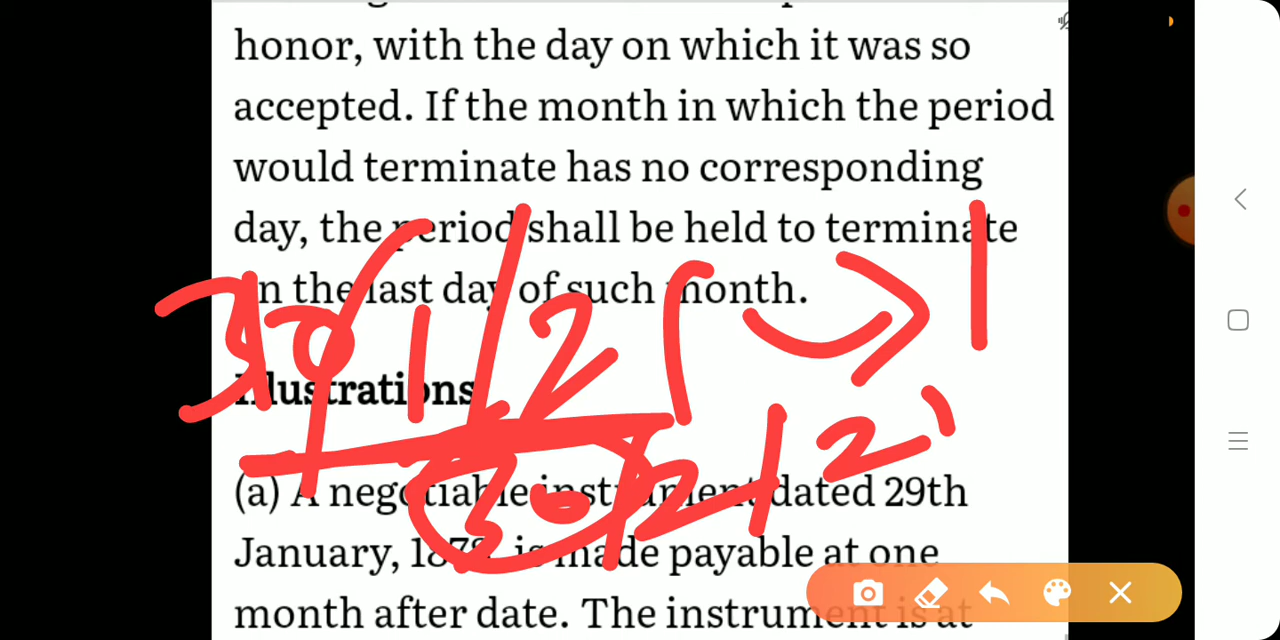 honor, with the day on which it was so
accepted. If the month in which the period
would terminate has no corresponding
day, the period shall be held to terminate
on the last day of such month.
Illustrations
(a) A negotiable instrument dated 29th
January, 1878, is made payable at one
month after date. The instrument is at